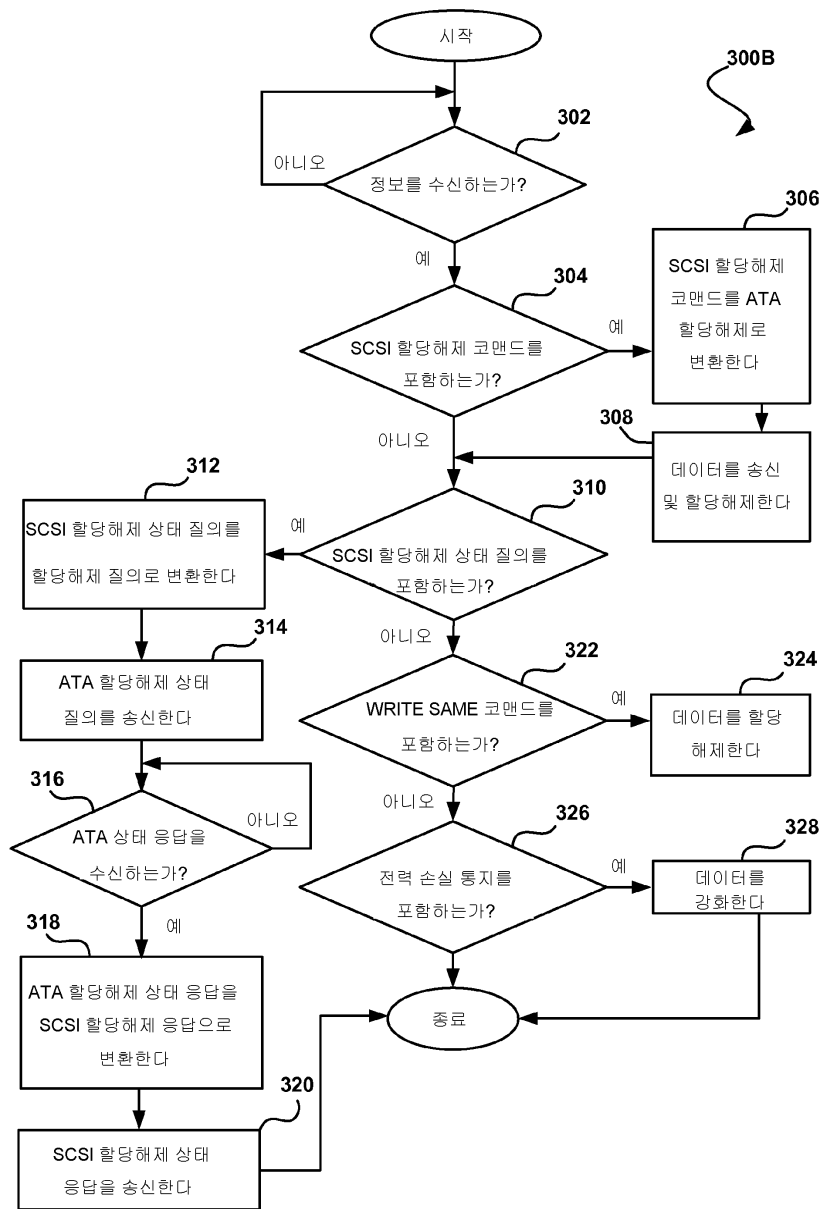 시작
300B
302
아니오
정보를 수신하는가?
예
304
306
SCSI 할당해제
코맨드를 ATA
할당해제로
변환한다
SCSI 할당해제 코맨드를
포함하는가?
예
아니오
308
데이터를 송신
및 할당해제한다
312
SCSI 할당해제 상태 질의를
할당해제 질의로 변환한다
310
예
SCSI 할당해제 상태 질의를
포함하는가?
아니오
314
ATA 할당해제 상태
질의를 송신한다
322
WRITE SAME 코맨드를
포함하는가?
예
324
데이터를 할당
해제한다
아니오
316
아니오
ATA 상태 응답을
수신하는가?
예
326
전력 손실 통지를
포함하는가?
예
328
데이터를
강화한다
318
ATA 할당해제 상태 응답을
SCSI 할당해제 응답으로
변환한다
종료
320
SCSI 할당해제 상태
응답을 송신한다